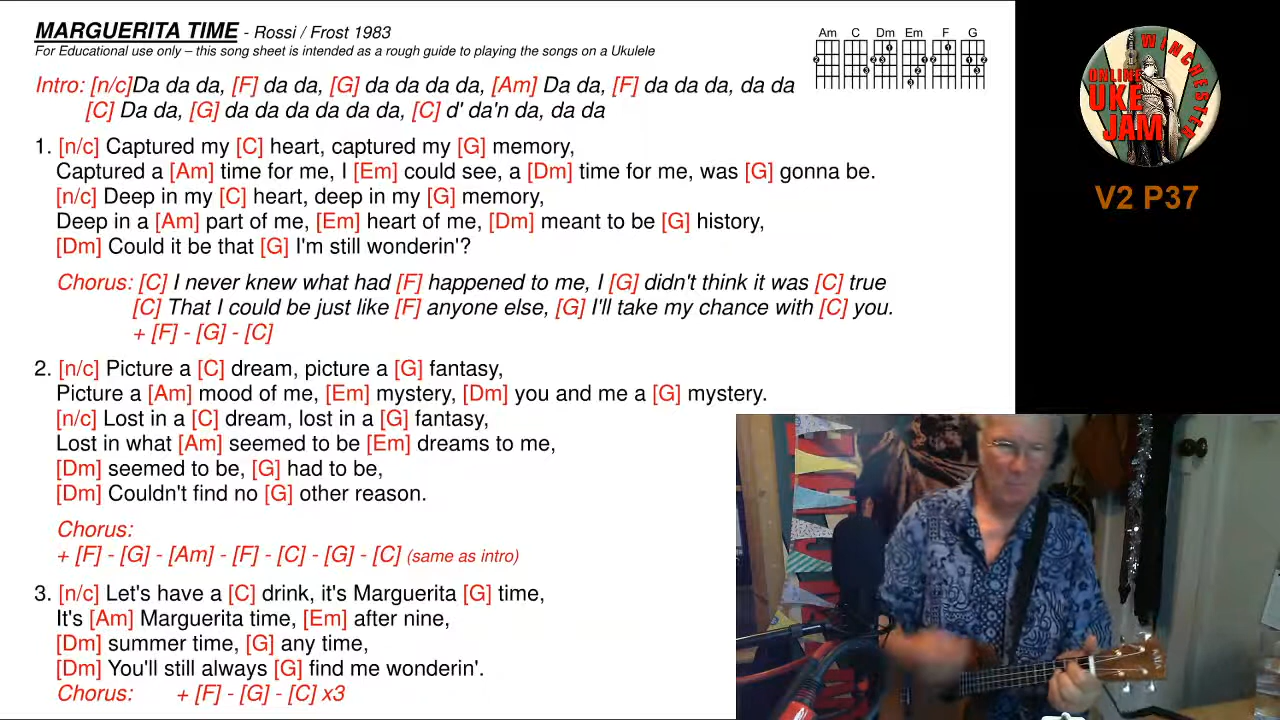 MARGUERITA TIME - Rossi / Frost 1983
For Educational use only – this song sheet is intended as a rough guide to playing the songs on a Ukulele
Am C Dm Em F G
Intro: [n/c]Da da da, [F] da da, [G] da da da da, [Am] Da da, [F] da da da, da da
[C] Da da, [G] da da da da da da, [C] d' da'n da, da da
1. [n/c] Captured my [C] heart, captured my [G] memory,
Captured a [Am] time for me, I [Em] could see, a [Dm] time for me, was [G] gonna be.
[n/c] Deep in my [C] heart, deep in my [G] memory,
Deep in a [Am] part of me, [Em] heart of me, [Dm] meant to be [G] history,
[Dm] Could it be that [G] I'm still wonderin'?
Chorus: [C] I never knew what had [F] happened to me, I [G] didn't think it was [C] true
[C] That I could be just like [F] anyone else, [G] I'll take my chance with [C] you.
+ [F] - [G] - [C]
2. [n/c] Picture a [C] dream, picture a [G] fantasy,
Picture a [Am] mood of me, [Em] mystery, [Dm] you and me a [G] mystery.
[n/c] Lost in a [C] dream, lost in a [G] fantasy,
Lost in what [Am] seemed to be [Em] dreams to me,
[Dm] seemed to be, [G] had to be,
[Dm] Couldn't find no [G] other reason.
Chorus:
+ [F] - [G] - [Am] - [F] - [C] - [G] - [C] (same as intro)
3. [n/c] Let's have a [C] drink, it's Marguerita [G] time,
It's [Am] Marguerita time, [Em] after nine,
[Dm] summer time, [G] any time,
[Dm] You'll still always [G] find me wonderin'.
Chorus: + [F] - [G] - [C] x3
WINCHESTER
ONLINE
UKE
JAM
V2 P37